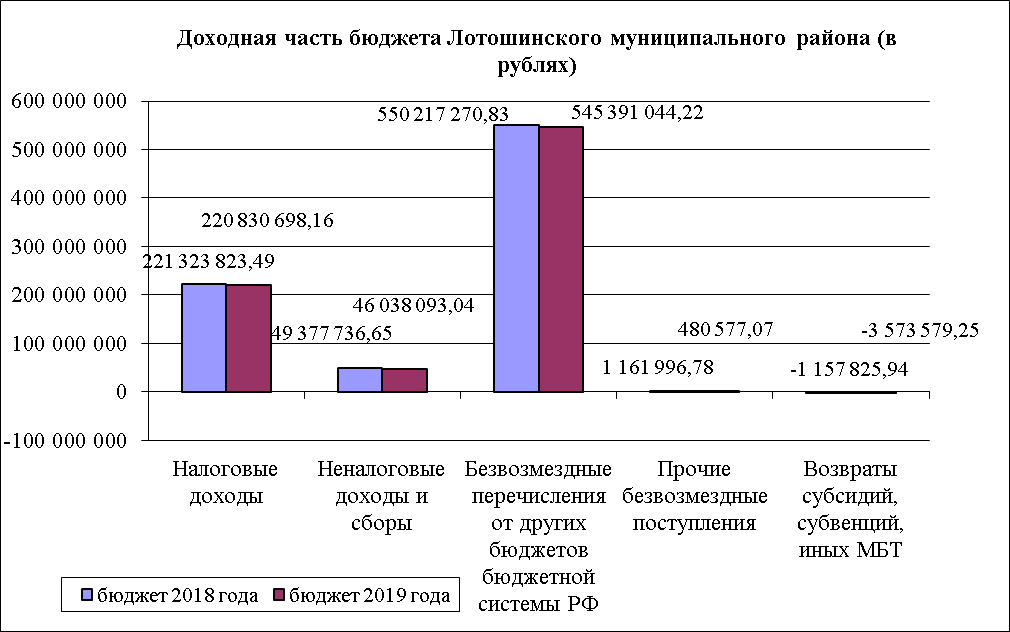 Доходная часть бюджета Лотошинского муниципального района (в
рублях)
600 000 000
500 000 000
400 000 000
300 000 000
200 000 000
100 000 000
0
-100 000 000
550 217 270,83
545 391 044,22
220 830 698,16
221 323 823,49
46 038 093,04
49 377 736,65
480 577,07
1 161 996,78
-3 573 579,25
-1 157 825,94
Налоговые
доходы
Неналоговые
доходы и
сборы
Безвозмездные
перечисления
от других
бюджетов
бюджетной
системы РФ
Прочие
безвозмездные
поступления
Возвраты
субсидий,
субвенций,
иных МБТ
бюджет 2018 года
бюджет 2019 года